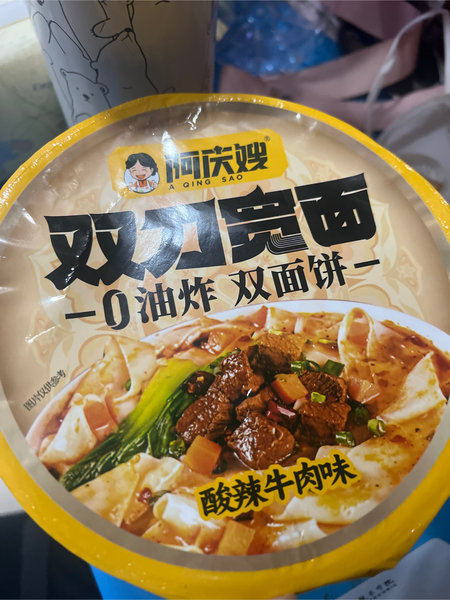 阿庆嫂®
A QING SAO
双刀宽面
0油炸 双面饼
图片仅供参考
酸辣牛肉味